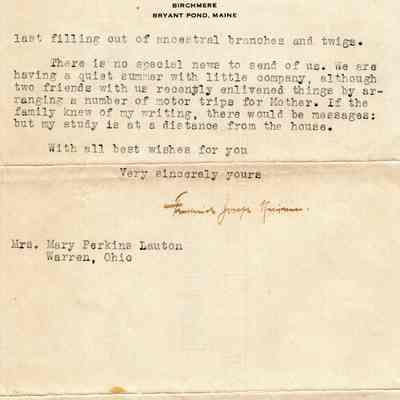 BIRCHMERE
BRYANT POND, MAINE
last filling out of ancestral branches and twigs.
There is no special news to send of us. We are
having a quiet summer with little company, although
two friends with us recently enlivened things by ar-
ranging a number of motor trips for Mother. If the
family knew of my writing, there would be messages:
but my study is at a distance from the house.
With all best wishes for you
Very sincerely yours
Joseph
Mrs. Mary Perkins Lauton
Warren, Ohio